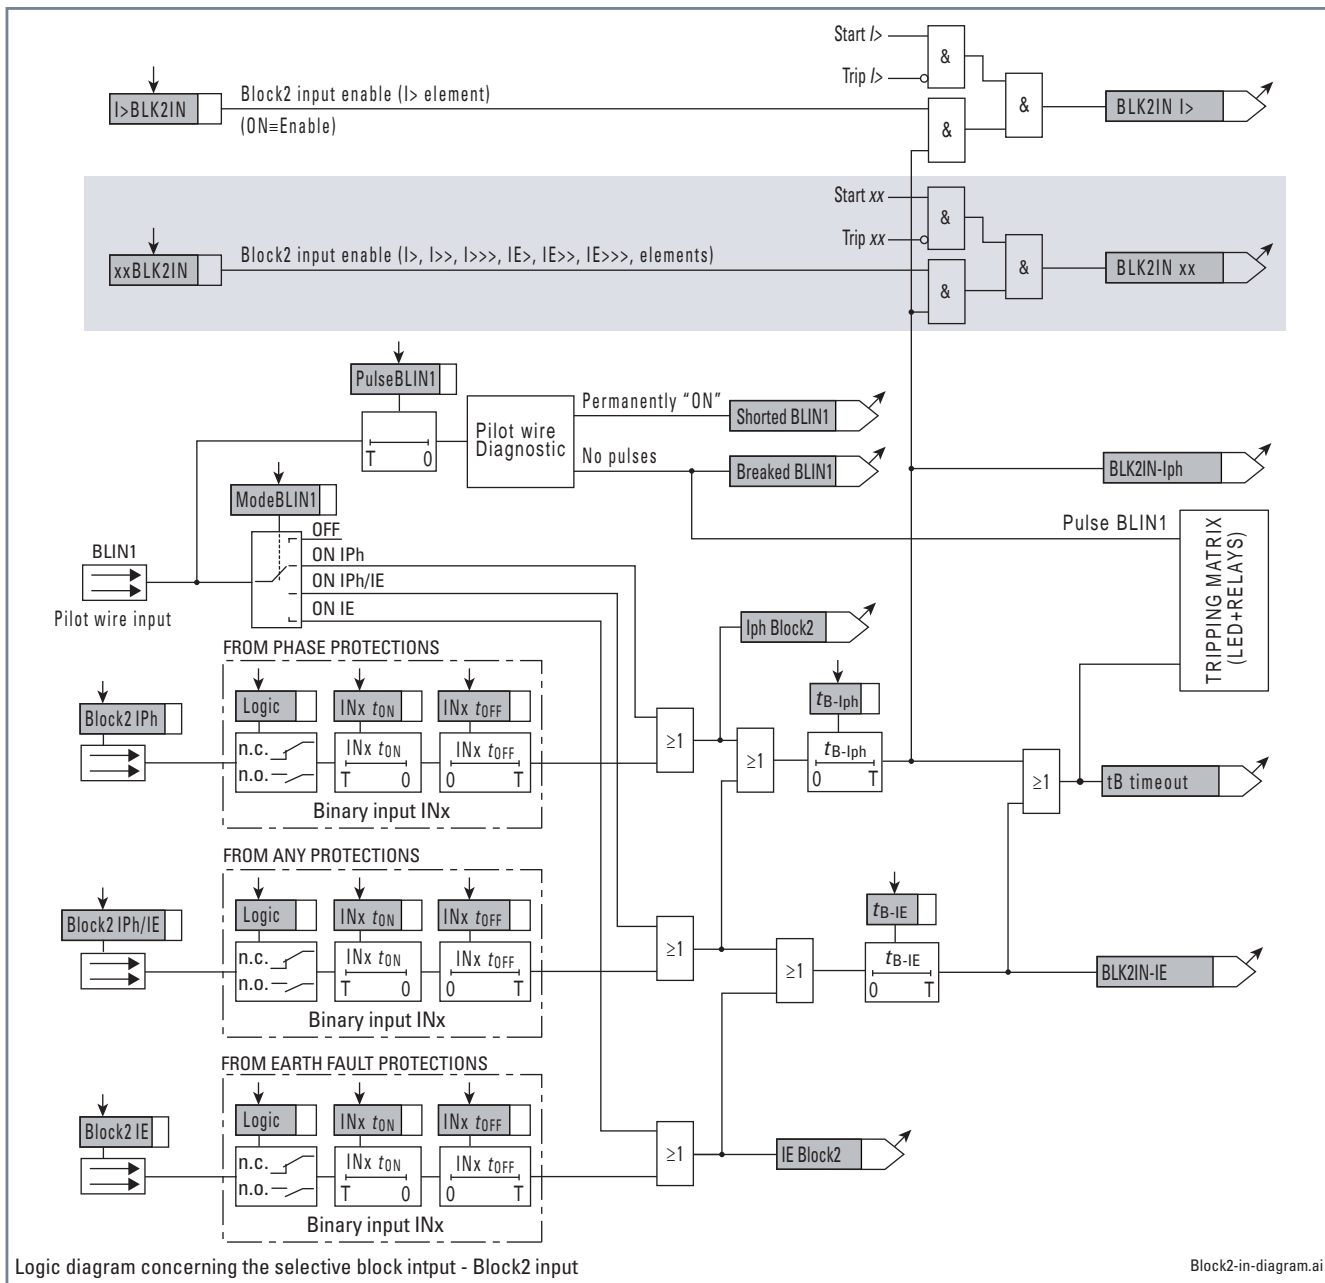 Start I>
&
Trip I>
I>BLK2IN
Block2 input enable (I> element)
(ON≡Enable)
&
&
BLK2IN I>
Start xx
&
Trip xx
xxBLK2IN
Block2 input enable (I>, I>>, I>>>, IE>, IE>>, IE>>>, elements)
&
&
BLK2IN xx
PulseBLIN1
T 0
Pilot wire
Diagnostic
Permanently “ON”
Shorted BLIN1
No pulses
Breaked BLIN1
BLK2IN-Iph
ModeBLIN1
OFF
ON IPh
ON IPh/IE
ON IE
BLIN1
Pilot wire input
Pulse BLIN1
TRIPPING MATRIX
(LED+RELAYS)
Iph Block2
FROM PHASE PROTECTIONS
Block2 IPh
Logic
INx tON
INx tOFF
n.c.
n.o.
INx tON
T 0
INx tOFF
0 T
Binary input INx
≥1
≥1
tB-Iph
tB-Iph
0 T
≥1
tB timeout
FROM ANY PROTECTIONS
Block2 IPh/IE
Logic
INx tON
INx tOFF
n.c.
n.o.
INx tON
T 0
INx tOFF
0 T
Binary input INx
≥1
≥1
tB-IE
tB-IE
0 T
BLK2IN-IE
FROM EARTH FAULT PROTECTIONS
Block2 IE
Logic
INx tON
INx tOFF
n.c.
n.o.
INx tON
T 0
INx tOFF
0 T
Binary input INx
≥1
IE Block2
Logic diagram concerning the selective block intput - Block2 input
Block2-in-diagram.ai